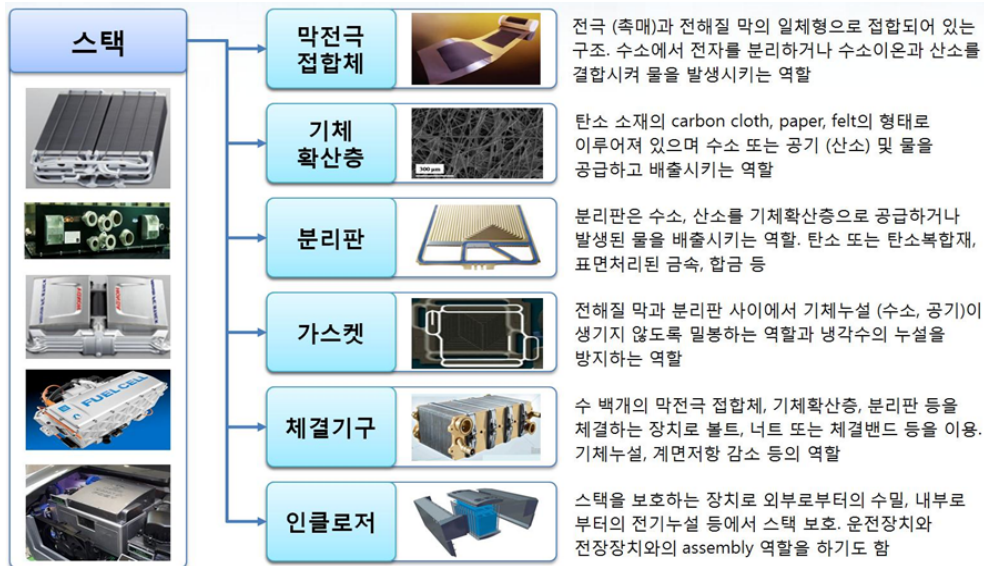 스택
막전극
접합체
전극 (촉매)과 전해질 막의 일체형으로 접합되어 있는
구조. 수소에서 전자를 분리하거나 수소이온과 산소를
결합시켜 물을 발생시키는 역할
기체
확산층
300 μm
탄소 소재의 carbon cloth, paper, felt의 형태로
이루어져 있으며 수소 또는 공기 (산소) 및 물을
공급하고 배출시키는 역할
분리판
분리판은 수소, 산소를 기체확산층으로 공급하거나
발생된 물을 배출시키는 역할. 탄소 또는 탄소복합재,
표면처리된 금속, 합금 등
가스켓
전해질 막과 분리판 사이에서 기체누설 (수소, 공기)이
생기지 않도록 밀봉하는 역할과 냉각수의 누설을
방지하는 역할
FUEL CELL
체결기구
수 백개의 막전극 접합체, 기체확산층, 분리판 등을
체결하는 장치로 볼트, 너트 또는 체결밴드 등을 이용.
기체누설, 계면저항 감소 등의 역할
인클로저
스택을 보호하는 장치로 외부로부터의 수밀, 내부로
부터의 전기누설 등에서 스택 보호. 운전장치와
전장장치와의 assembly 역할을 하기도 함